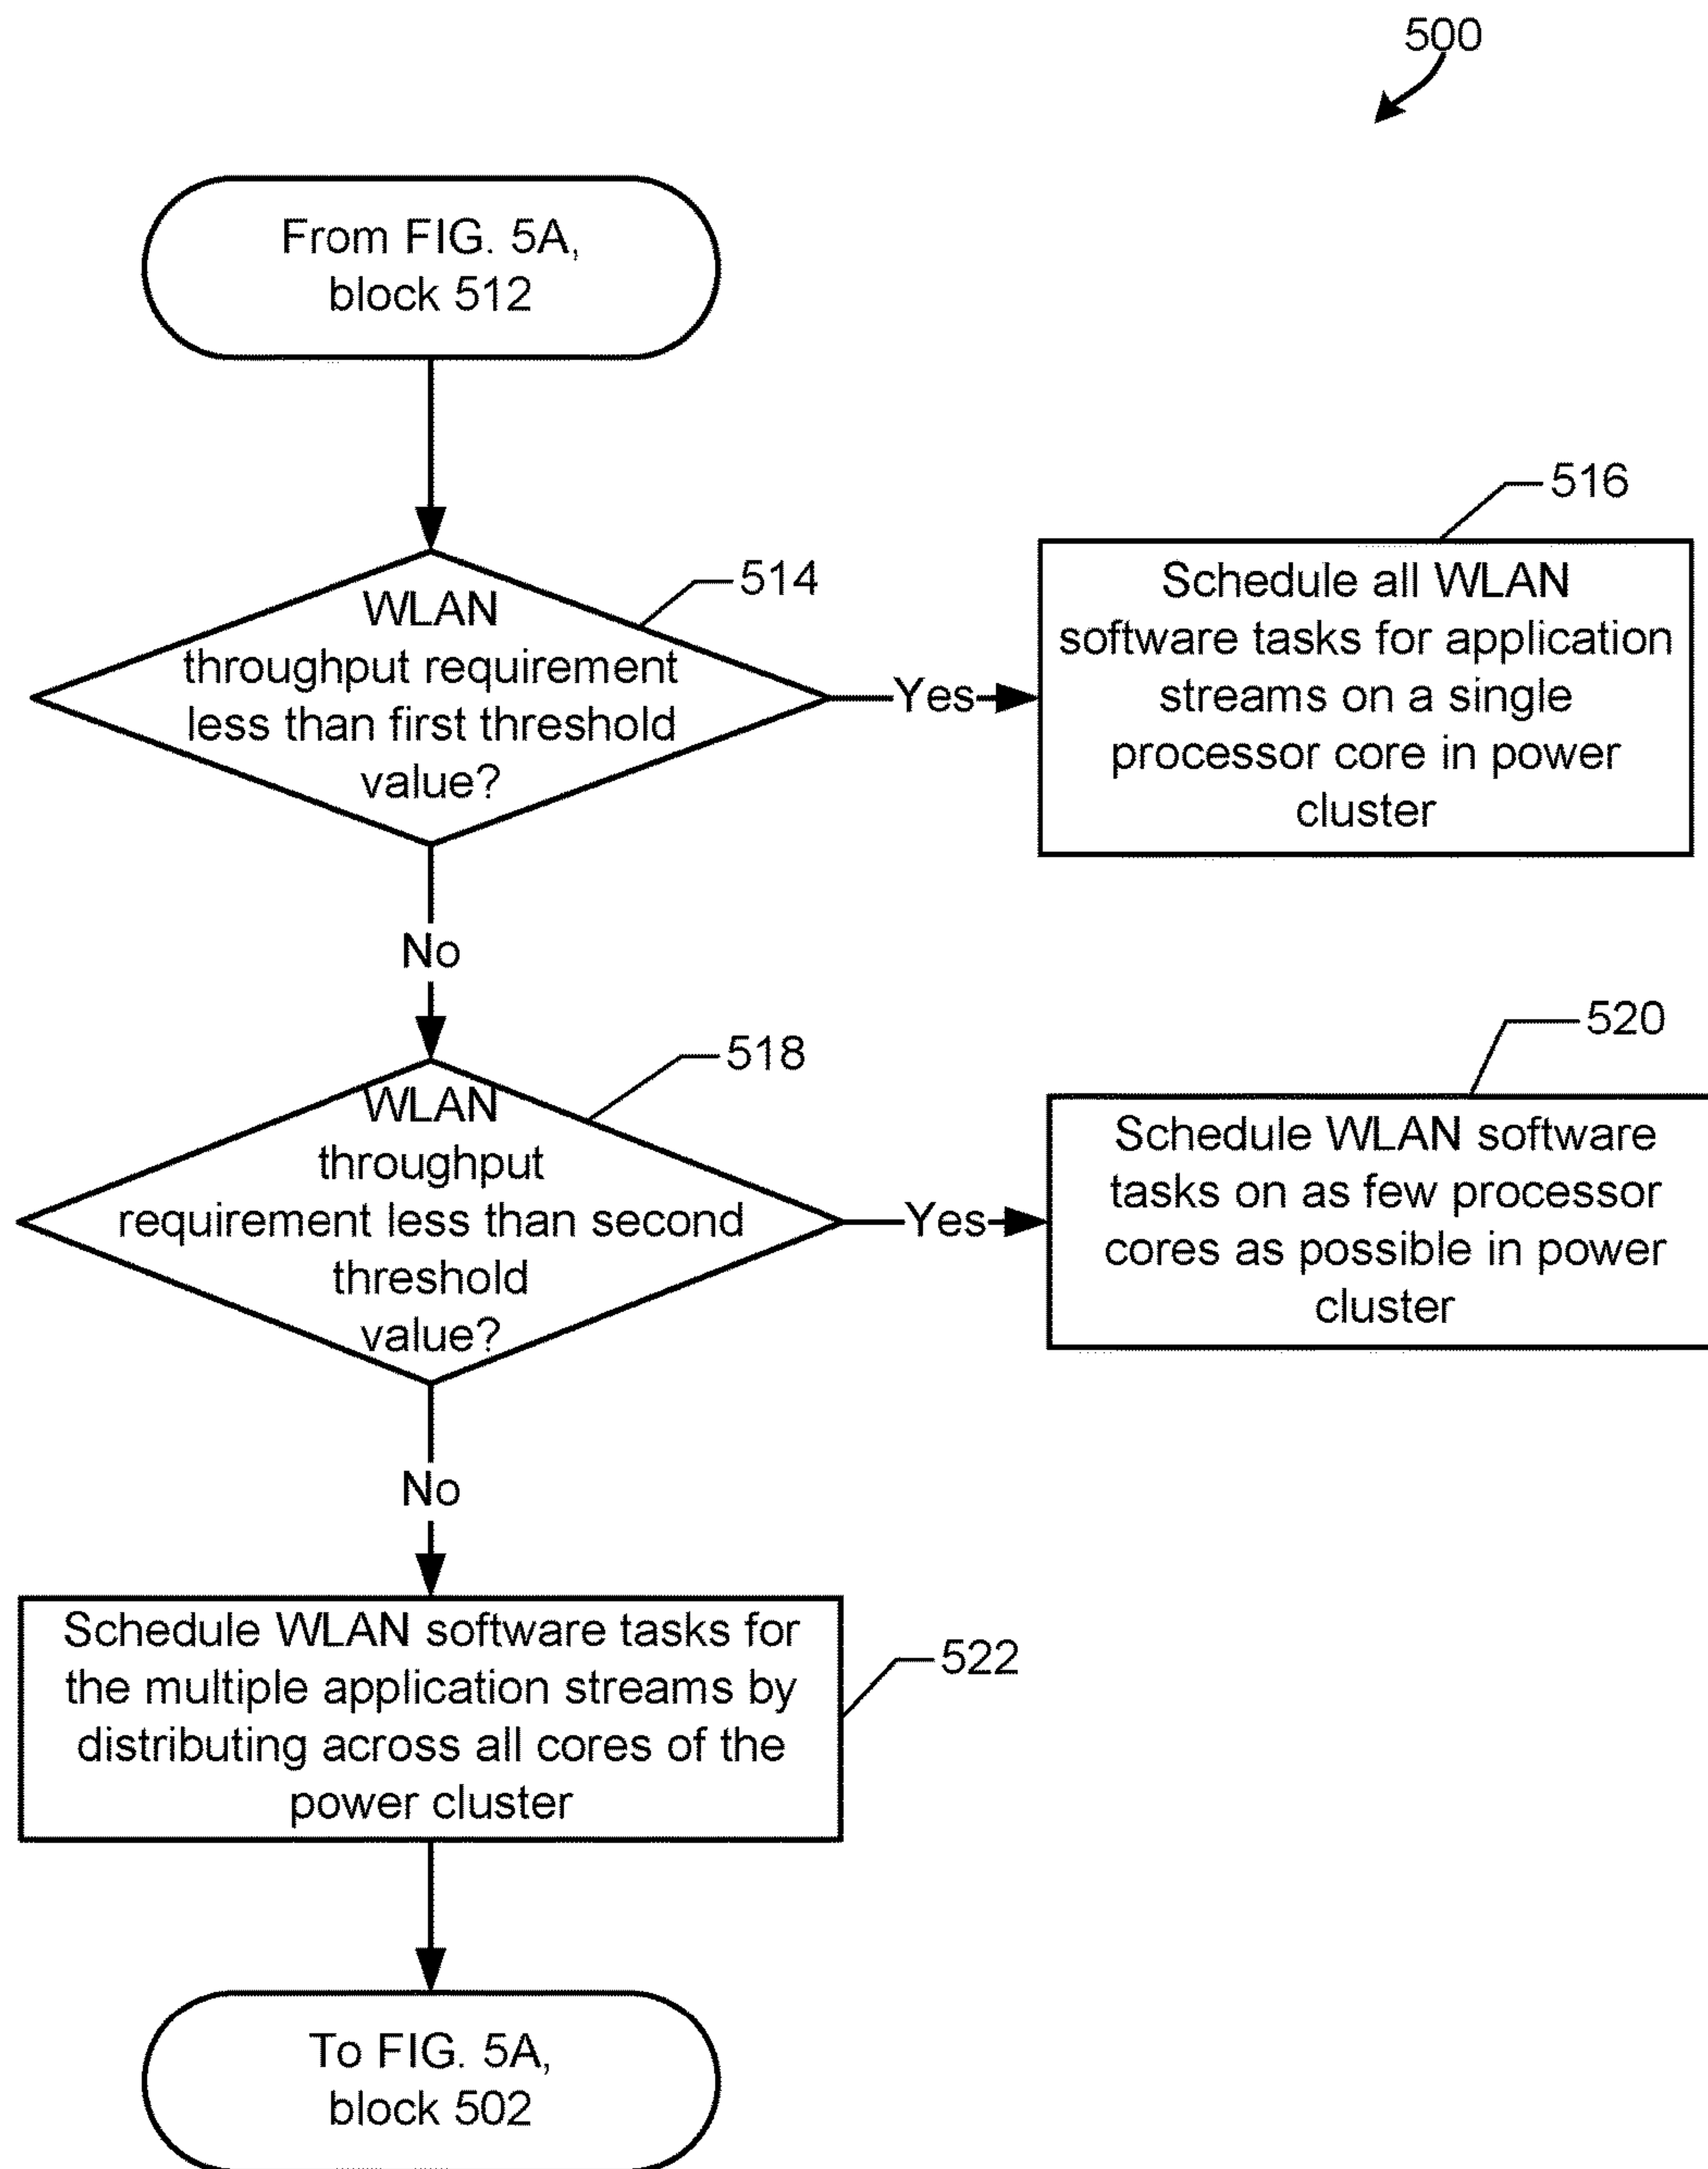 500
From FIG. 5A,
block 512
514
WLAN
throughput requirement
less than first threshold
value?
Yes
516
Schedule all WLAN
software tasks for application
streams on a single
processor core in power
cluster
No
518
WLAN
throughput
requirement less than second
threshold
value?
Yes
520
Schedule WLAN software
tasks on as few processor
cores as possible in power
cluster
No
Schedule WLAN software tasks for
the multiple application streams by
distributing across all cores of the
power cluster
522
To FIG. 5A,
block 502